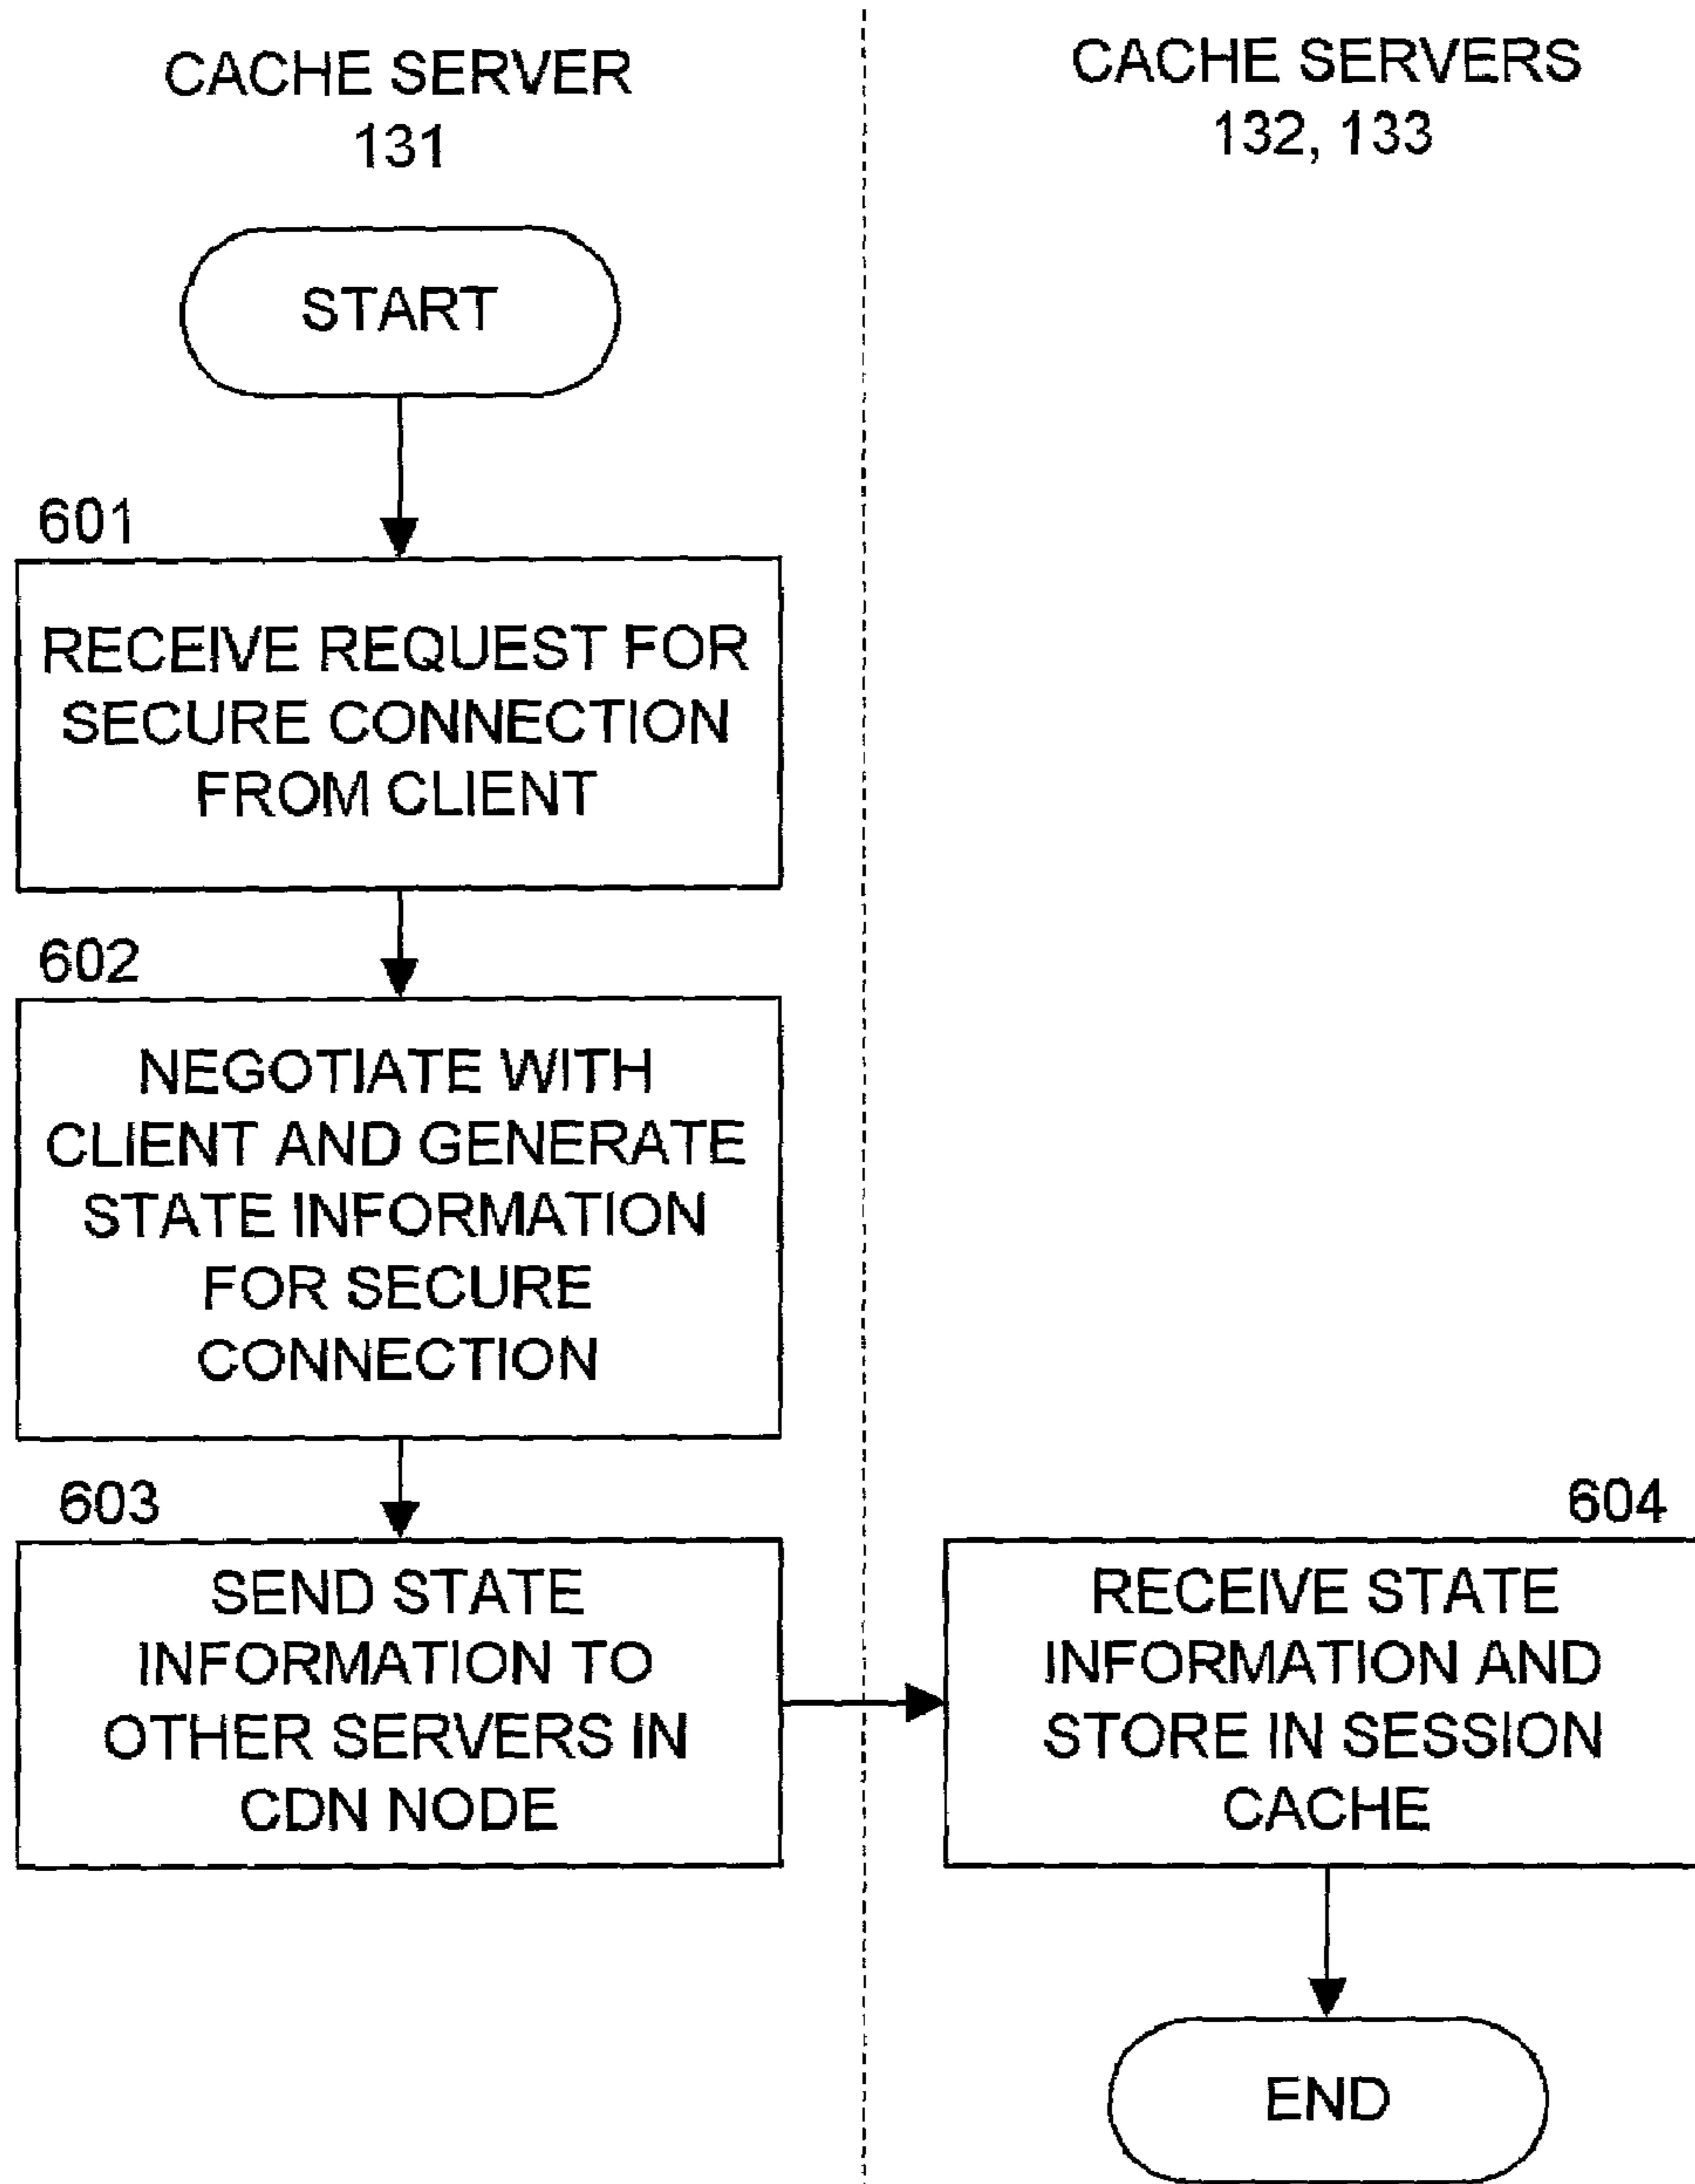 CACHE SERVER
131
CACHE SERVERS
132, 133
START
601
RECEIVE REQUEST FOR
SECURE CONNECTION
FROM CLIENT
602
NEGOTIATE WITH
CLIENT AND GENERATE
STATE INFORMATION
FOR SECURE
CONNECTION
603
SEND STATE
INFORMATION TO
OTHER SERVERS IN
CDN NODE
604
RECEIVE STATE
INFORMATION AND
STORE IN SESSION
CACHE
END